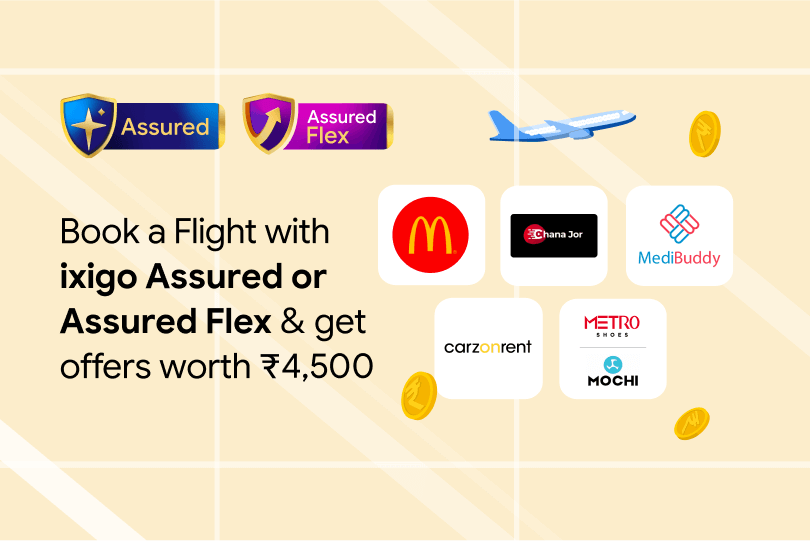 Assured
Assured
Flex
Book a Flight with
ixigo Assured or
Assured Flex & get
offers worth ₹4,500
Chana Jor
MediBuddy
carzonrent
METRO
SHOES
MOCHI